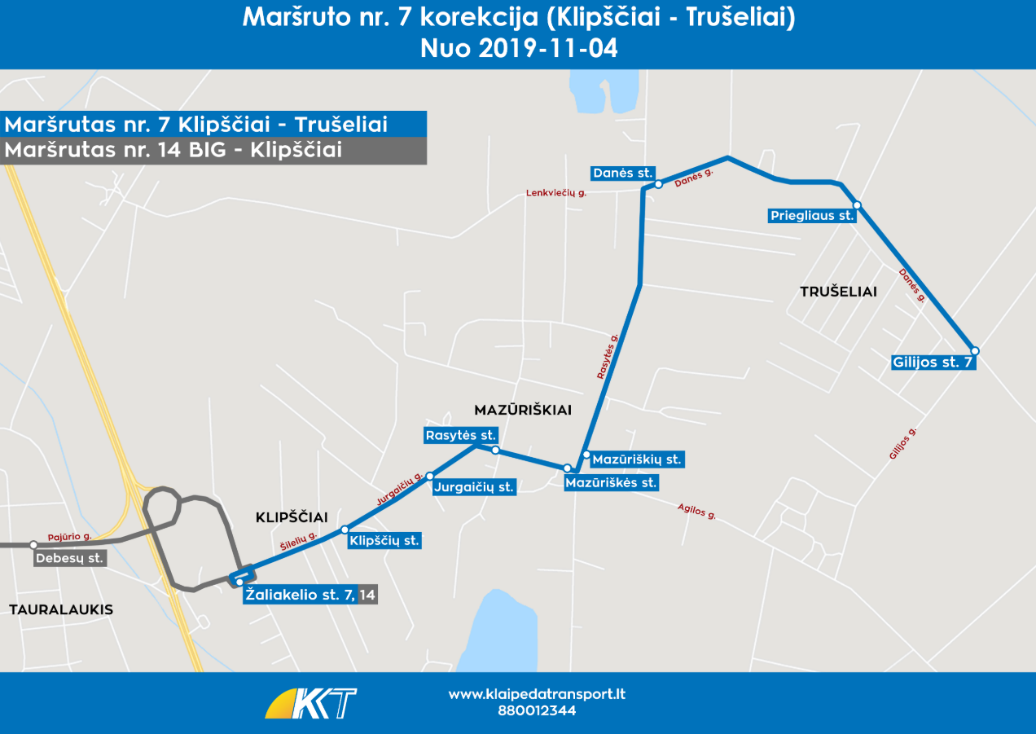 Maršruto nr. 7 korekcija (Klipščiai - Trušeliai)
Nuo 2019-11-04
Maršrutas nr. 7 Klipščiai - Trušeliai
Maršrutas nr. 14 BIG - Klipščiai
Danės st.
Danės g.
Lenkviečių g.
Priegliaus st.
Danės g.
TRUŠELIAI
Rasytės g.
Gilijos st. 7
MAZŪRIŠKIAI
Rasytės st.
Gilijos g.
Mazūriškių st.
Mazūriškės st.
Jurgaičių g.
Jurgaičių st.
Agilos g.
KLIPŠČIAI
Šilelių g.
Klipščių st.
Pajūrio g.
Debesų st.
Žaliakelio st. 7, 14
TAURALAUKIS
KKT
www.klaipedatransport.lt
880012344